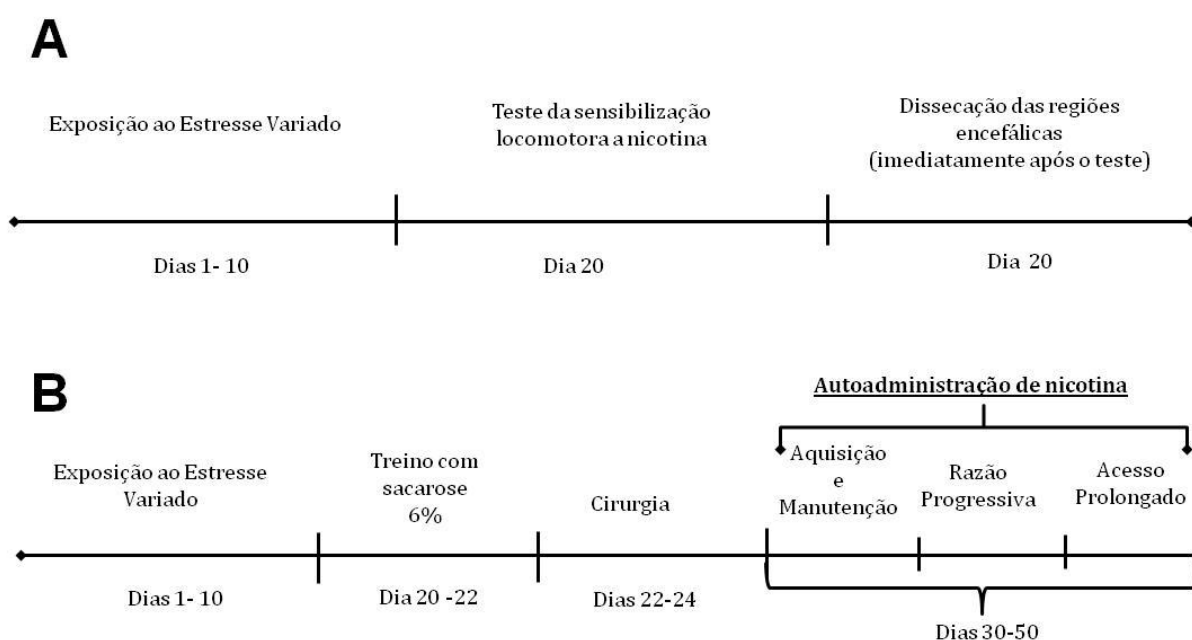 A
Exposição ao Estresse Variado
Teste da sensibilização
locomotora a nicotina
Dissecação das regiões
encefálicas
(imediatamente após o teste)
Dias 1- 10
Dia 20
Dia 20
B
Autoadministração de nicotina
Exposição ao Estresse
Variado
Treino com
sacarose
6%
Cirurgia
Aquisição
e
Manutenção
Razão
Progressiva
Acesso
Prolongado
Dias 1- 10
Dia 20 -22
Dias 22-24
Dias 30-50